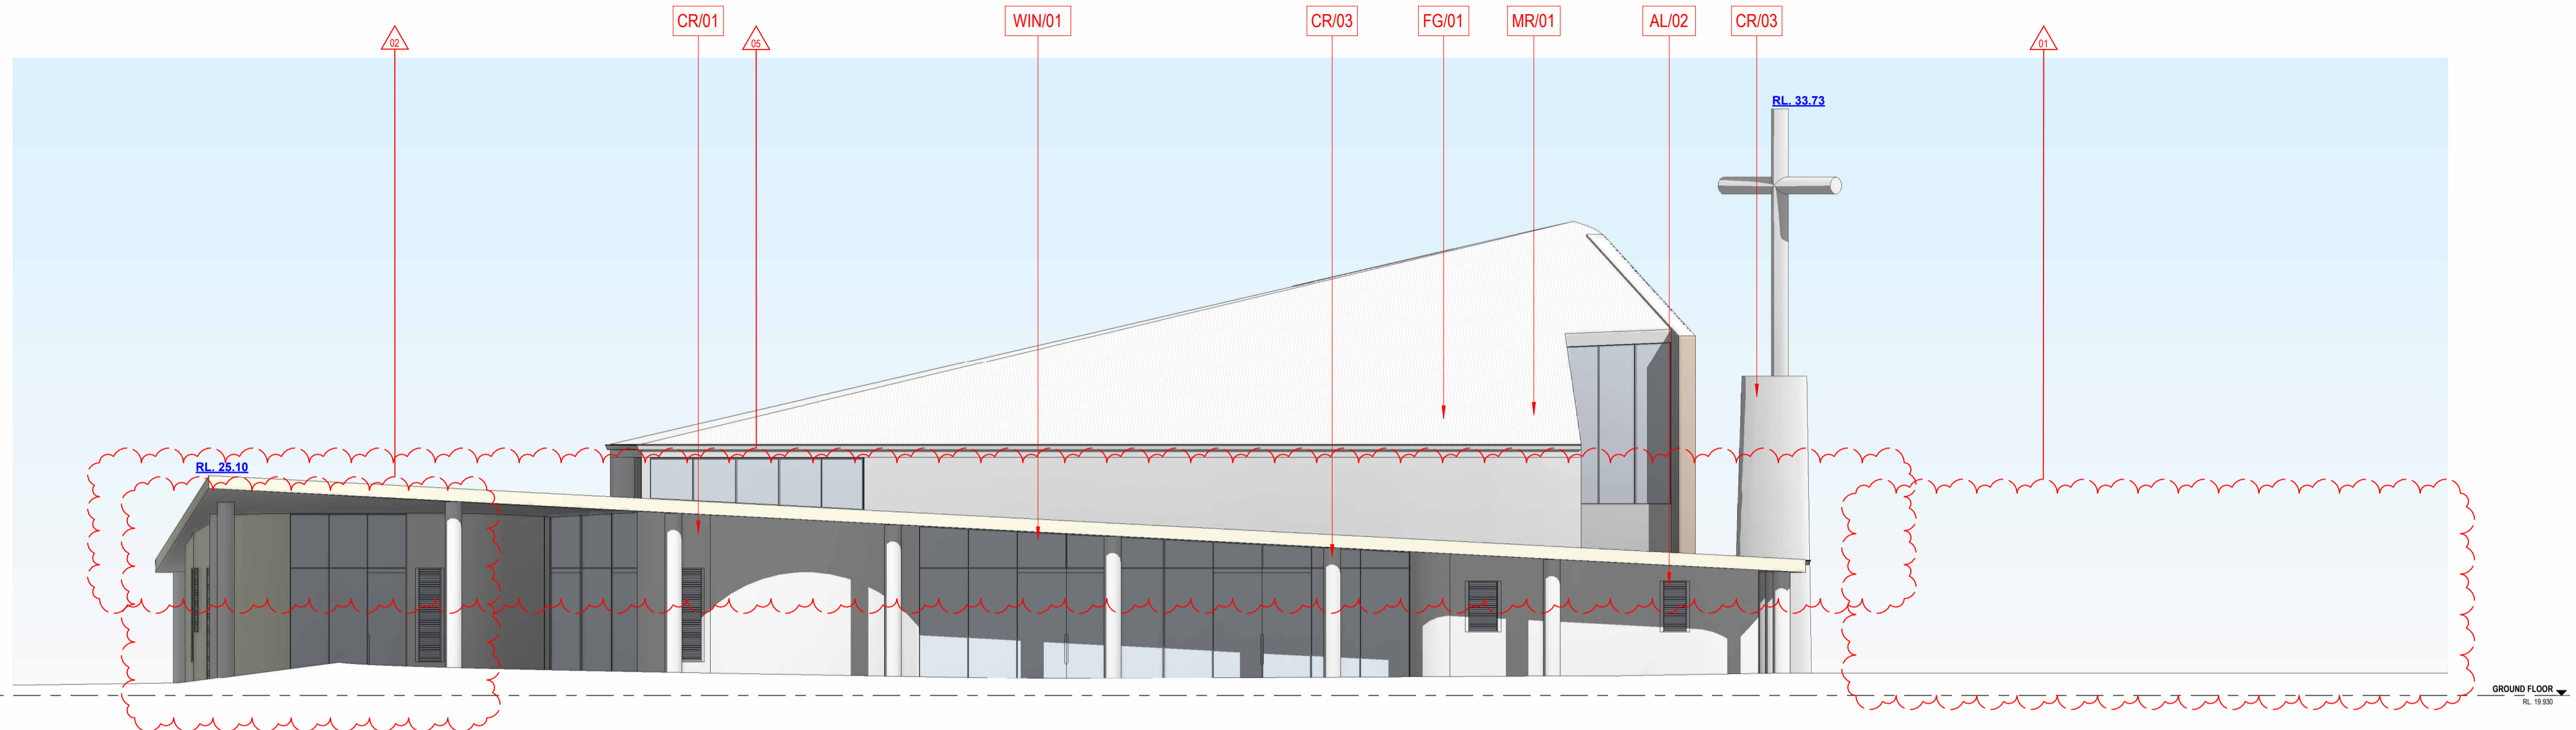 CR/01
WIN/01
CR/03
FG/01
MR/01
AL/02
CR/03
02
05
01
RL. 33.73
RL. 25.10
GROUND FLOOR
RL. 19.930